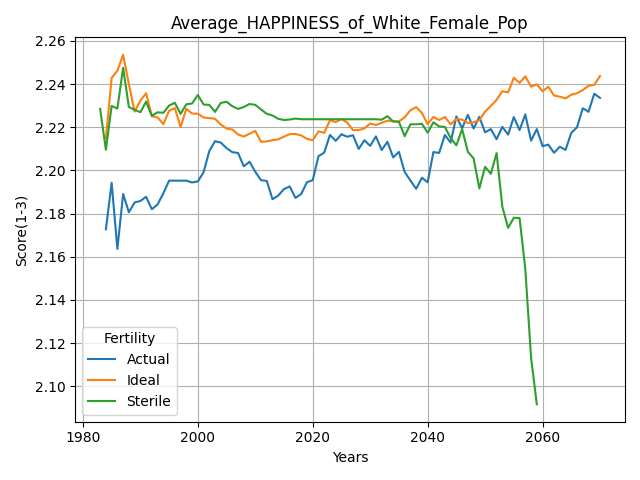 Average_HAPPINESS_of_White_Female_Pop
2.26
2.24
2.22
2.20
2.18
2.16
2.14
2.12
2.10
Score(1-3)
Fertility
Actual
Ideal
Sterile
1980
2000
2020
2040
2060
Years